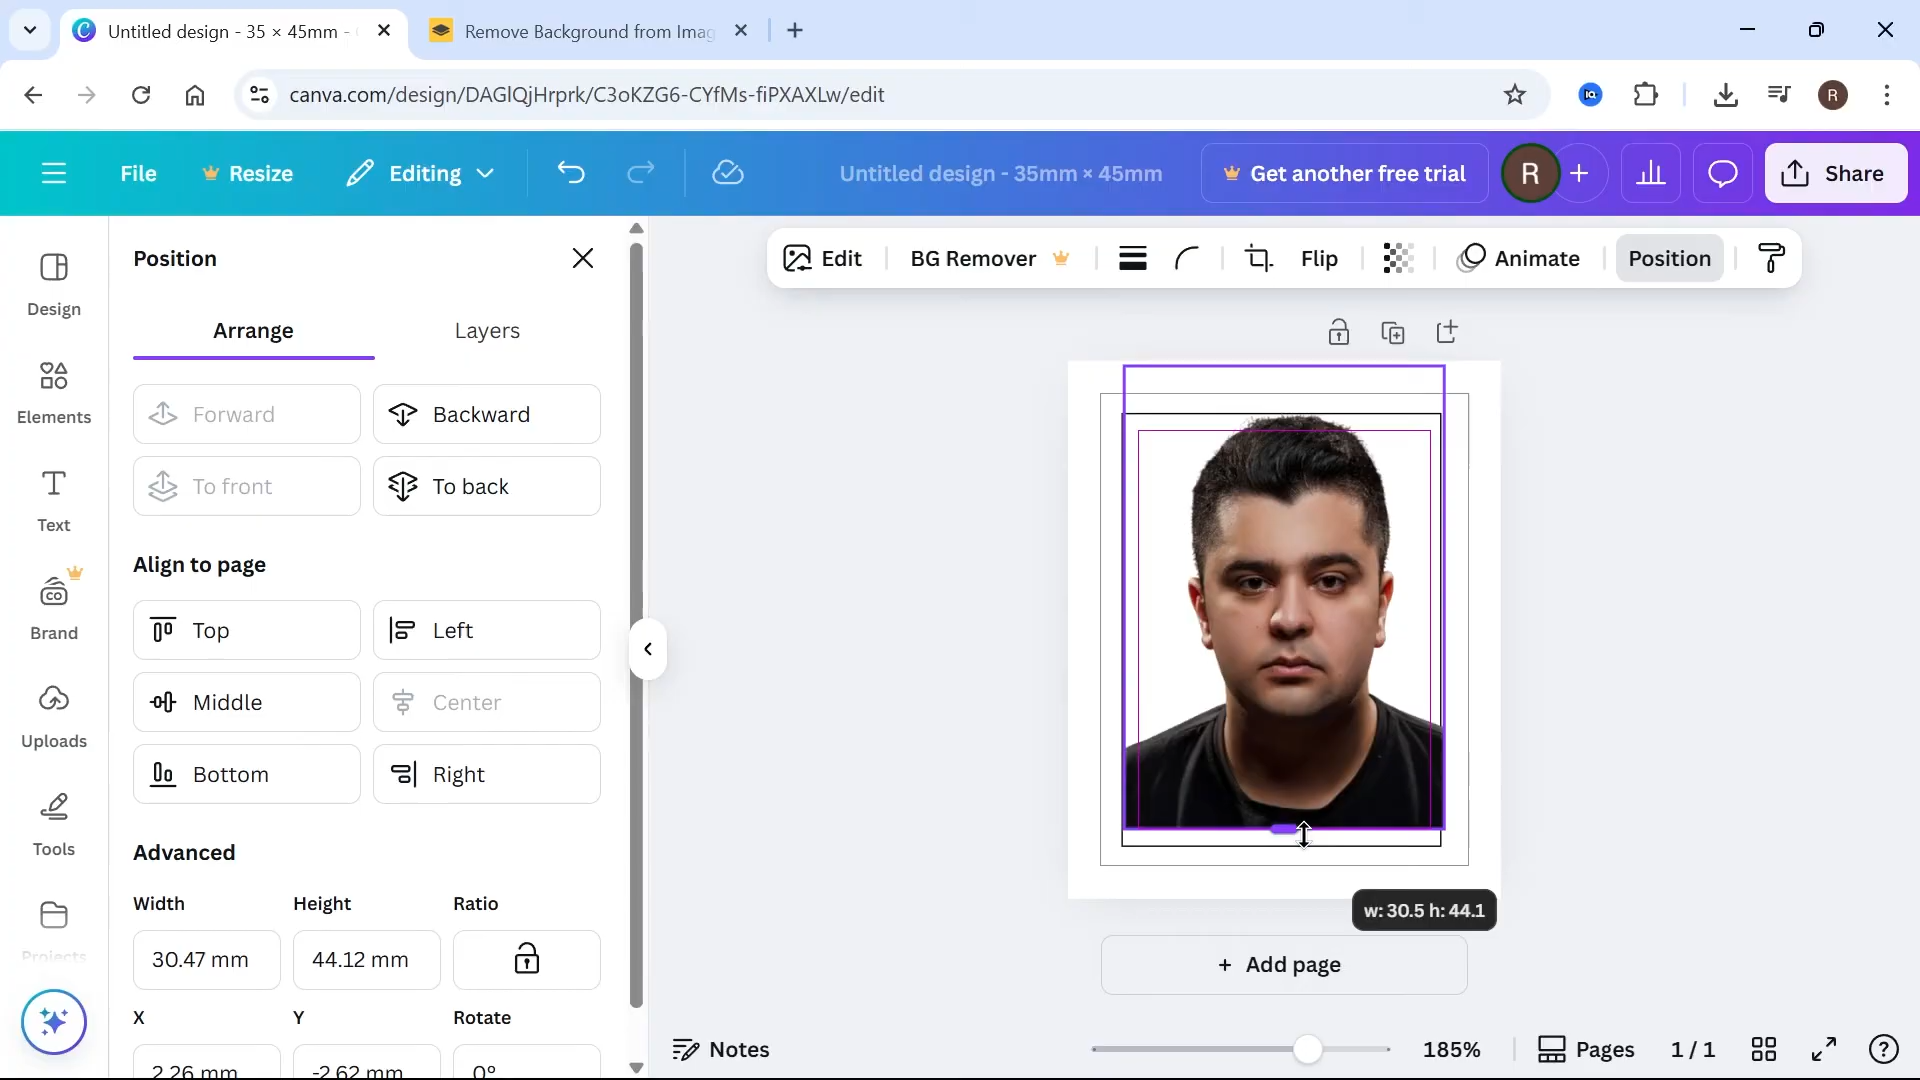 Untitled design - 35 × 45mm -
Remove Background from Imag
canva.com/design/DAGlQjHrprk/C3oKZG6-CYfMs-fiPXAXLw/edit
R
File
Resize
Editing
Untitled design - 35mm × 45mm
Get another free trial
R
Share
Design
Elements
Text
CO
Brand
Uploads
Tools
Projects
Position
Arrange
Layers
Forward
Backward
To front
To back
Align to page
Top
Left
Middle
Center
Bottom
Right
Advanced
Width
Height
Ratio
30.47 mm
44.12 mm
X
Y
Rotate
2.26 mm
-2.62 mm
0°
Edit
BG Remover
Flip
Animate
Position
w: 30.5 h: 44.1
+ Add page
Notes
185%
Pages
1 / 1